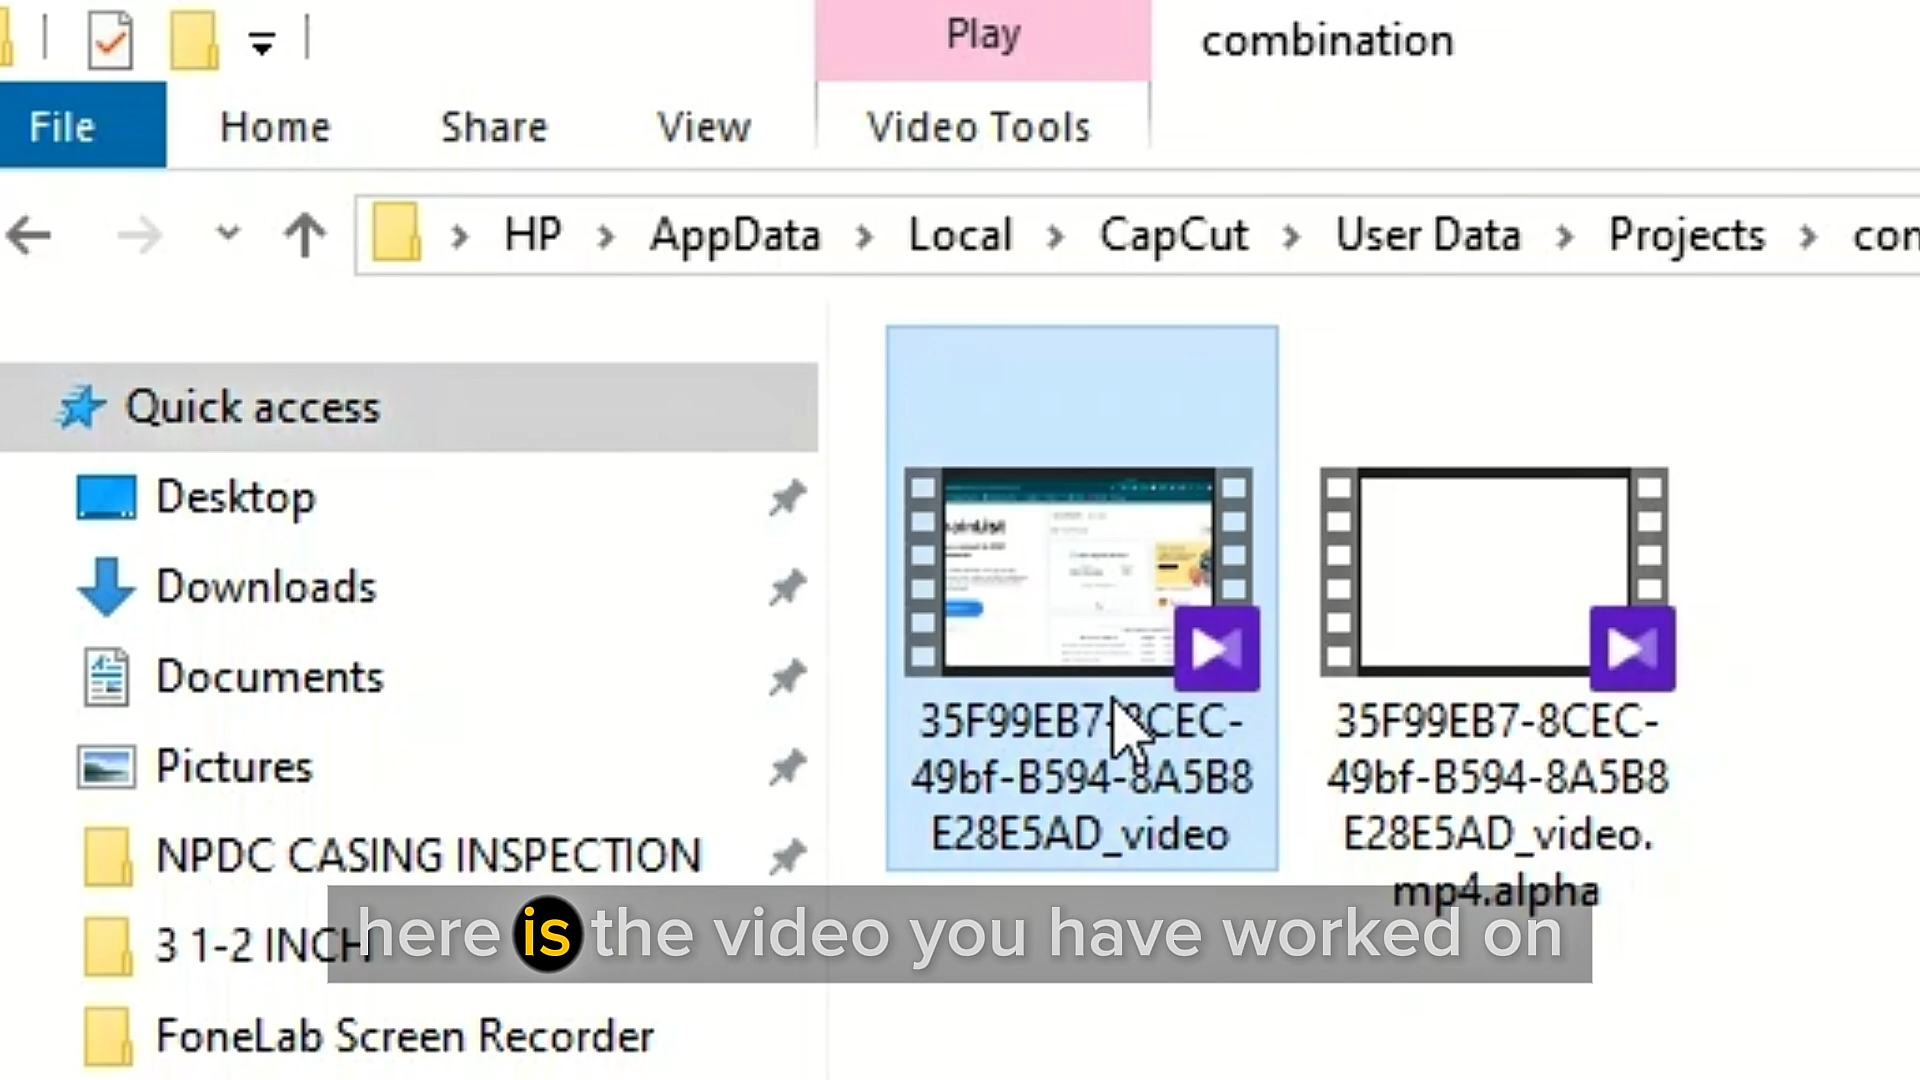 Play
combination
File
Home
Share
View
Video Tools
HP
AppData
Local
CapCut
User Data
Projects
com
Quick access
Desktop
Downloads
Documents
Pictures
NPDC CASING INSPECTION
3 1-2 INCH
FoneLab Screen Recorder
35F99EB7-8CEC-
49bf-B594-8A5B8
E28E5AD_video
35F99EB7-8CEC-
49bf-B594-8A5B8
E28E5AD_video.
mp4.alpha
here is the video you have worked on